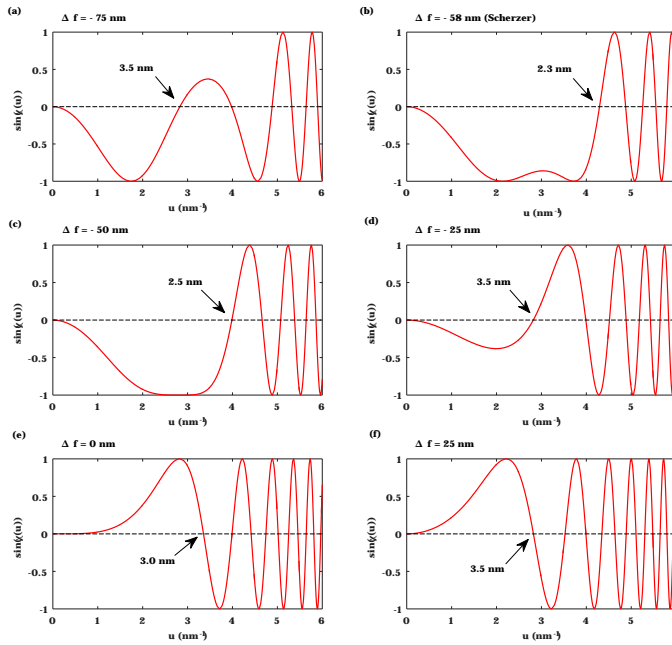 (a)
Δ f = - 75 nm
3.5 nm
1
0.5
0
-0.5
-1
0 1 2 3 4 5 6
sin(χ(u))
u (nm⁻¹)
(b)
Δ f = - 58 nm (Scherzer)
2.3 nm
1
0.5
0
-0.5
-1
0 1 2 3 4 5
sin(χ(u))
u (nm⁻¹)
(c)
Δ f = - 50 nm
2.5 nm
1
0.5
0
-0.5
-1
0 1 2 3 4 5 6
sin(χ(u))
u (nm⁻¹)
(d)
Δ f = - 25 nm
3.5 nm
1
0.5
0
-0.5
-1
0 1 2 3 4 5
sin(χ(u))
u (nm⁻¹)
(e)
Δ f = 0 nm
3.0 nm
1
0.5
0
-0.5
-1
0 1 2 3 4 5 6
sin(χ(u))
u (nm⁻¹)
(f)
Δ f = 25 nm
3.5 nm
1
0.5
0
-0.5
-1
0 1 2 3 4 5
sin(χ(u))
u (nm⁻¹)